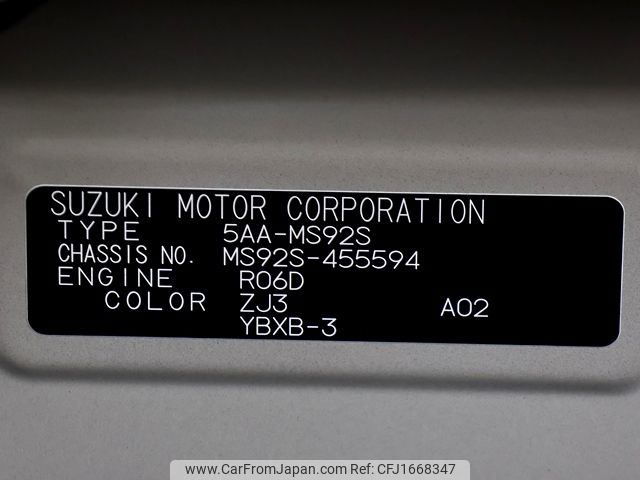 SUZUKI MOTOR CORPORATION
TYPE 5AA-MS92S
CHASSIS NO. MS92S-455594
ENGINE R06D
COLOR ZJ3 A02
YBXB-3
www.CarFromJapan.com REFNO:CFJ1668347